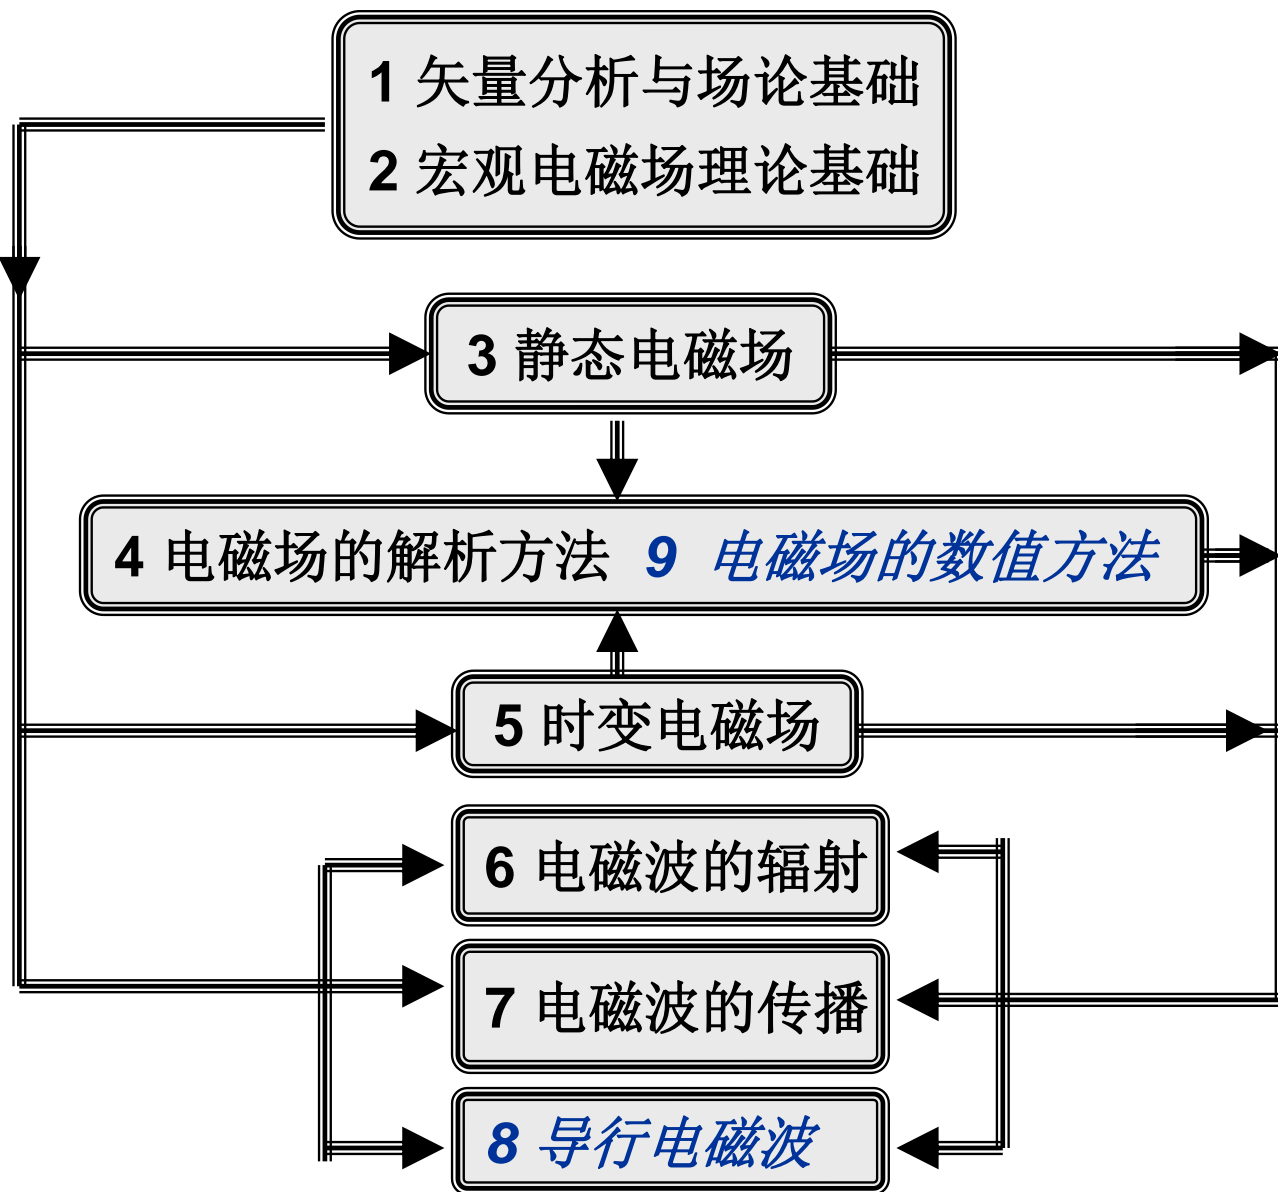 1 矢量分析与场论基础
2 宏观电磁场理论基础
3 静态电磁场
4 电磁场的解析方法 9 电磁场的数值方法
5 时变电磁场
6 电磁波的辐射
7 电磁波的传播
8 导行电磁波